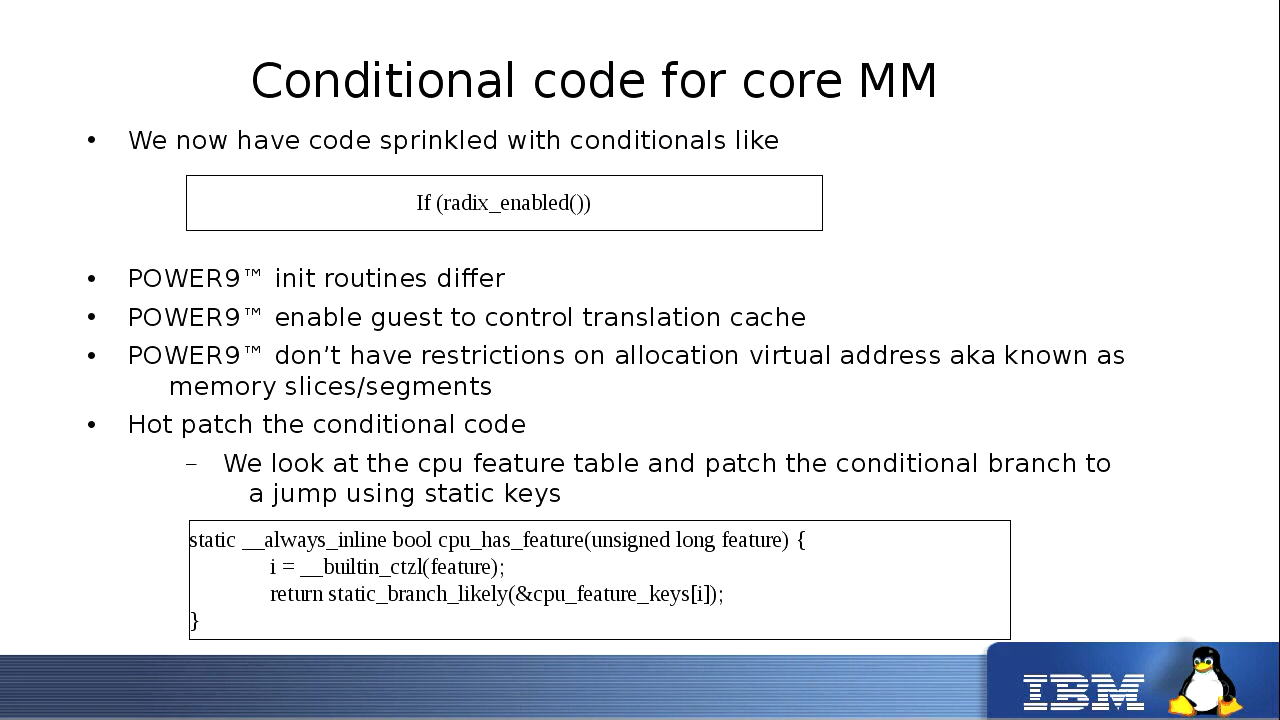 Conditional code for core MM
• We now have code sprinkled with conditionals like
If (radix_enabled())
• POWER9™ init routines differ
• POWER9™ enable guest to control translation cache
• POWER9™ don’t have restrictions on allocation virtual address aka known as
memory slices/segments
• Hot patch the conditional code
– We look at the cpu feature table and patch the conditional branch to
a jump using static keys
static __always_inline bool cpu_has_feature(unsigned long feature) {
i = __builtin_ctzl(feature);
return static_branch_likely(&cpu_feature_keys[i]);
}
IBM